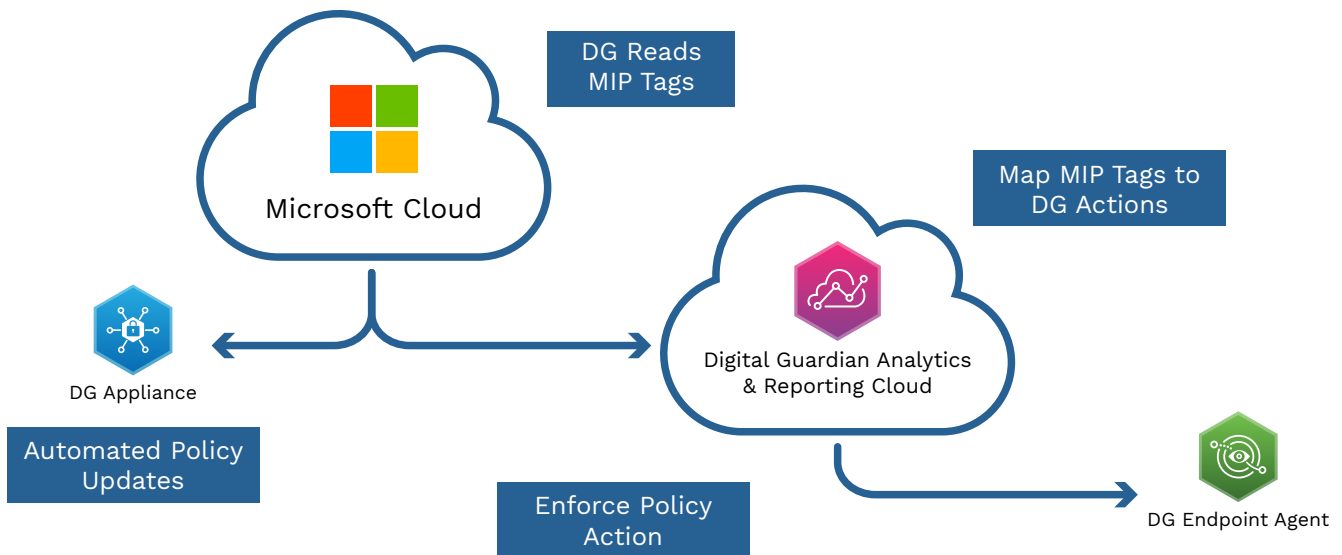 DG Reads
MIP Tags
Microsoft Cloud
Map MIP Tags to
DG Actions
Digital Guardian Analytics
& Reporting Cloud
DG Appliance
Automated Policy
Updates
Enforce Policy
Action
DG Endpoint Agent